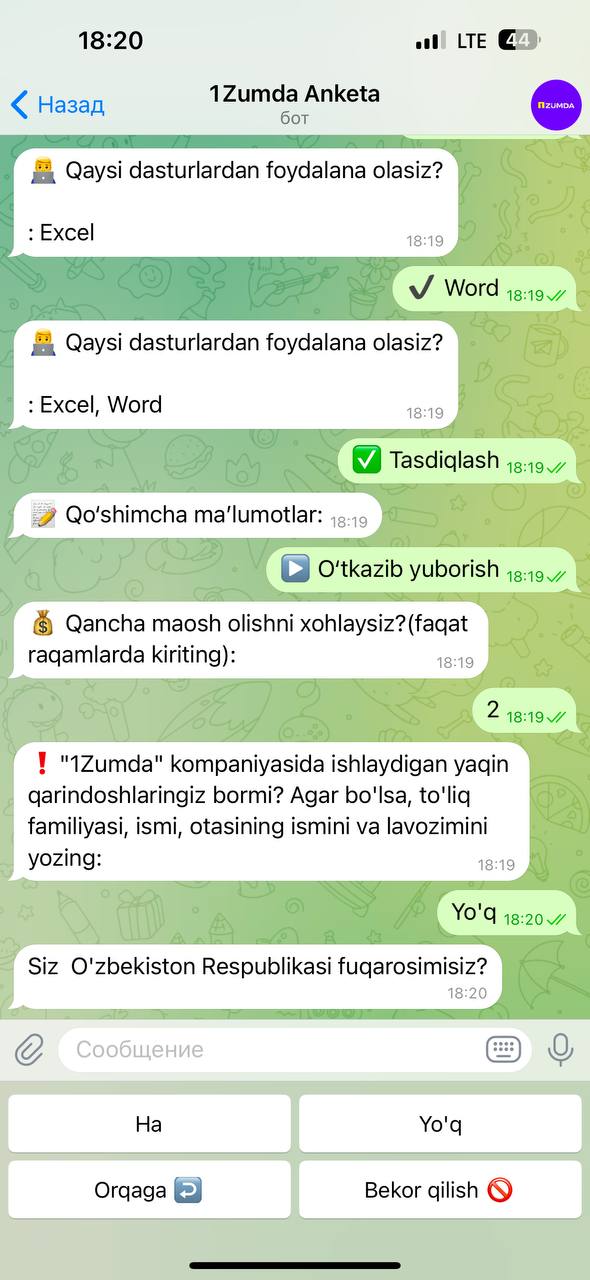 18:20
LTE
44
Назад
1Zumda Anketa
бот
ZUMDA
Qaysi dasturlardan foydalana olasiz?
: Excel
18:19
✔ Word 18:19
Qaysi dasturlardan foydalana olasiz?
: Excel, Word
18:19
✅ Tasdiqlash 18:19
Qo‘shimcha ma’lumotlar: 18:19
▶️ O‘tkazib yuborish 18:19
Qancha maosh olishni xohlaysiz?(faqat
raqamlarda kiriting):
18:19
2 18:19
❗ "1Zumda" kompaniyasida ishlaydigan yaqin
qarindoshlaringiz bormi? Agar bo'lsa, to'liq
familiyasi, ismi, otasining ismini va lavozimini
yozing:
18:19
Yo'q 18:20
Siz  O'zbekiston Respublikasi fuqarosimisiz?
18:20
Сообщение
Ha
Yo'q
Orqaga ↩️
Bekor qilish 🚫